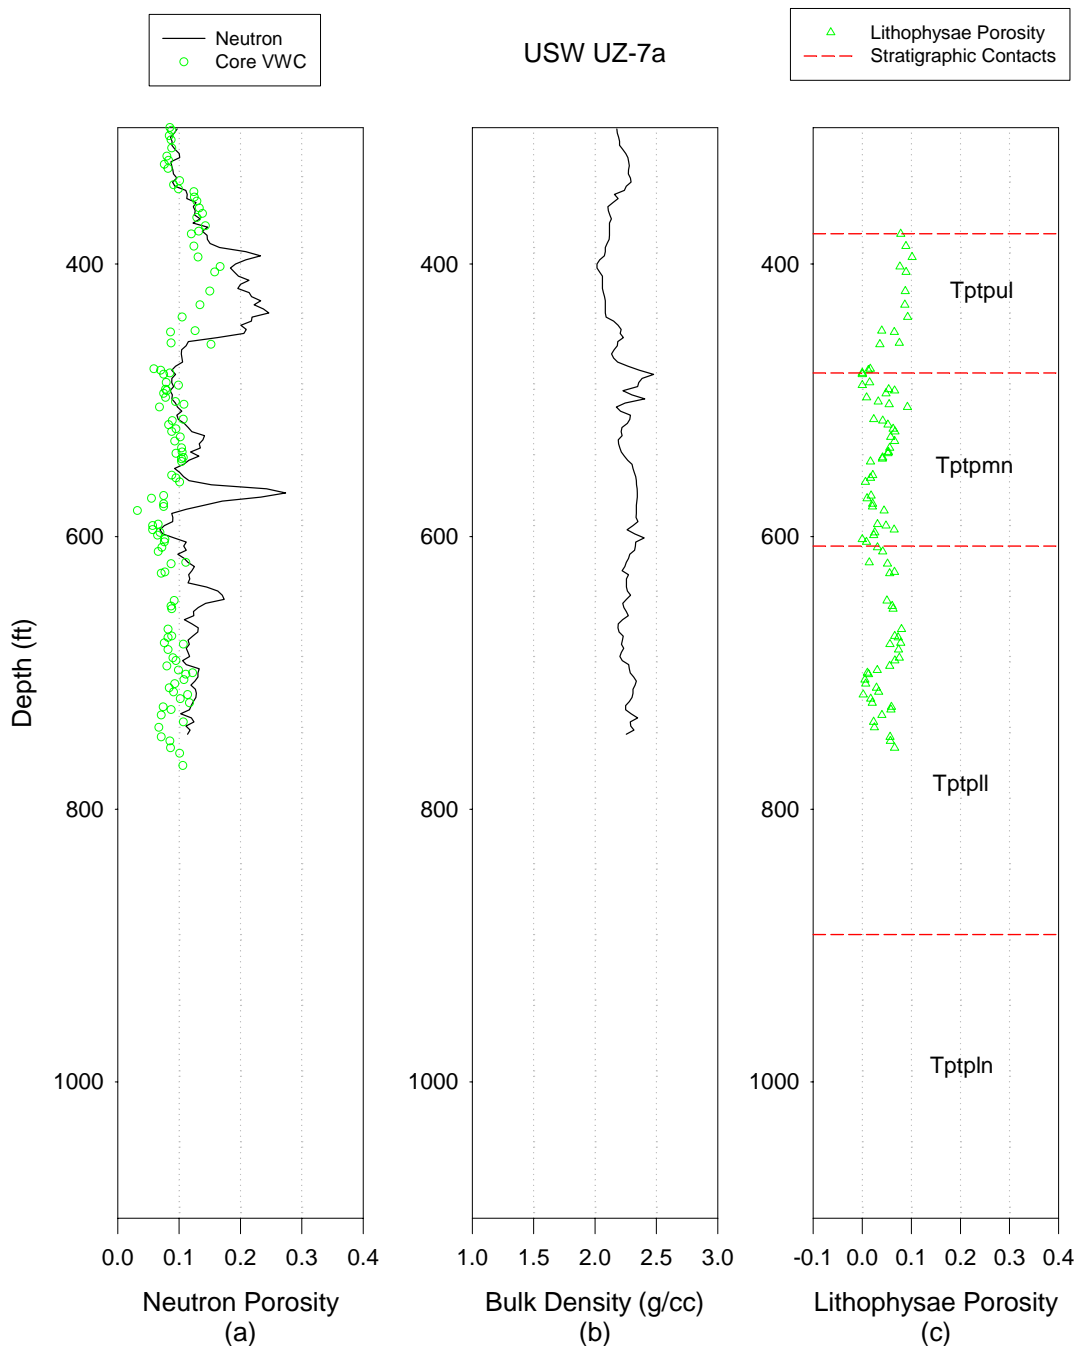 Neutron
Core VWC
USW UZ-7a
Lithophysae Porosity
Stratigraphic Contacts
Depth (ft)
400
600
800
1000
0.0 0.1 0.2 0.3 0.4
Neutron Porosity
(a)
400
600
800
1000
1.0 1.5 2.0 2.5 3.0
Bulk Density (g/cc)
(b)
400
600
800
1000
Tptpul
Tptpmn
Tptpll
Tptpln
-0.1 0.0 0.1 0.2 0.3 0.4
Lithophysae Porosity
(c)